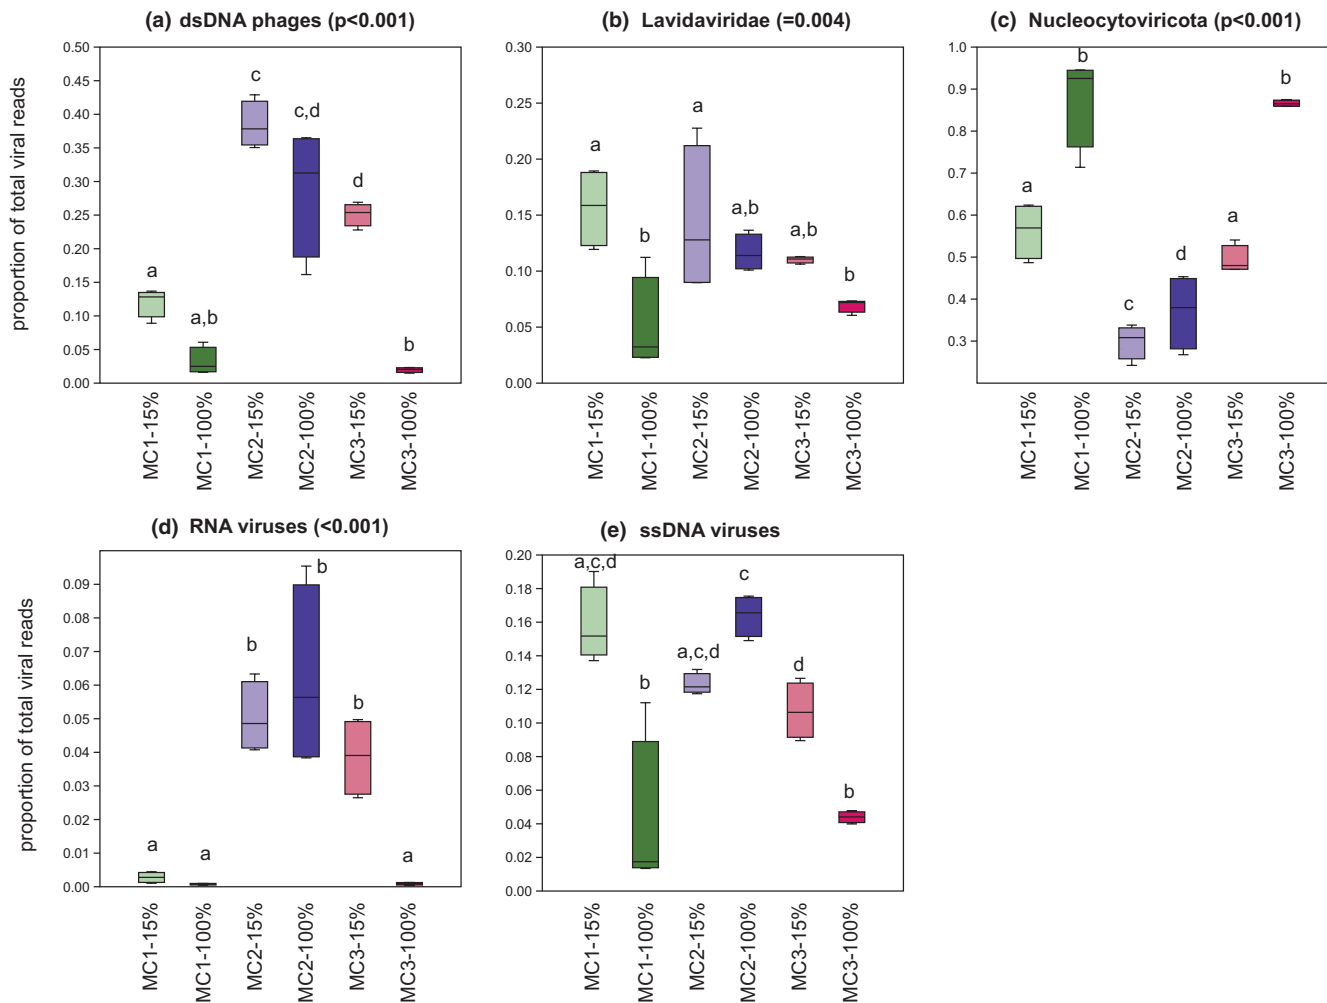 (a) dsDNA phages (p<0.001)
proportion of total viral reads
0.50
0.45
0.40
0.35
0.30
0.25
0.20
0.15
0.10
0.05
0.00
a
a,b
c
c,d
d
b
MC1-15%
MC1-100%
MC2-15%
MC2-100%
MC3-15%
MC3-100%
(b) Lavidaviridae (=0.004)
0.30
0.25
0.20
0.15
0.10
0.05
0.00
a
b
a
a,b
a,b
b
MC1-15%
MC1-100%
MC2-15%
MC2-100%
MC3-15%
MC3-100%
(c) Nucleocytoviricota (p<0.001)
1.0
0.9
0.8
0.7
0.6
0.5
0.4
0.3
a
b
c
d
a
b
MC1-15%
MC1-100%
MC2-15%
MC2-100%
MC3-15%
MC3-100%
(d) RNA viruses (<0.001)
proportion of total viral reads
0.09
0.08
0.07
0.06
0.05
0.04
0.03
0.02
0.01
0.00
a
a
b
b
b
a
MC1-15%
MC1-100%
MC2-15%
MC2-100%
MC3-15%
MC3-100%
(e) ssDNA viruses
0.20
0.18
0.16
0.14
0.12
0.10
0.08
0.06
0.04
0.02
0.00
a,c,d
b
a,c,d
c
d
b
MC1-15%
MC1-100%
MC2-15%
MC2-100%
MC3-15%
MC3-100%